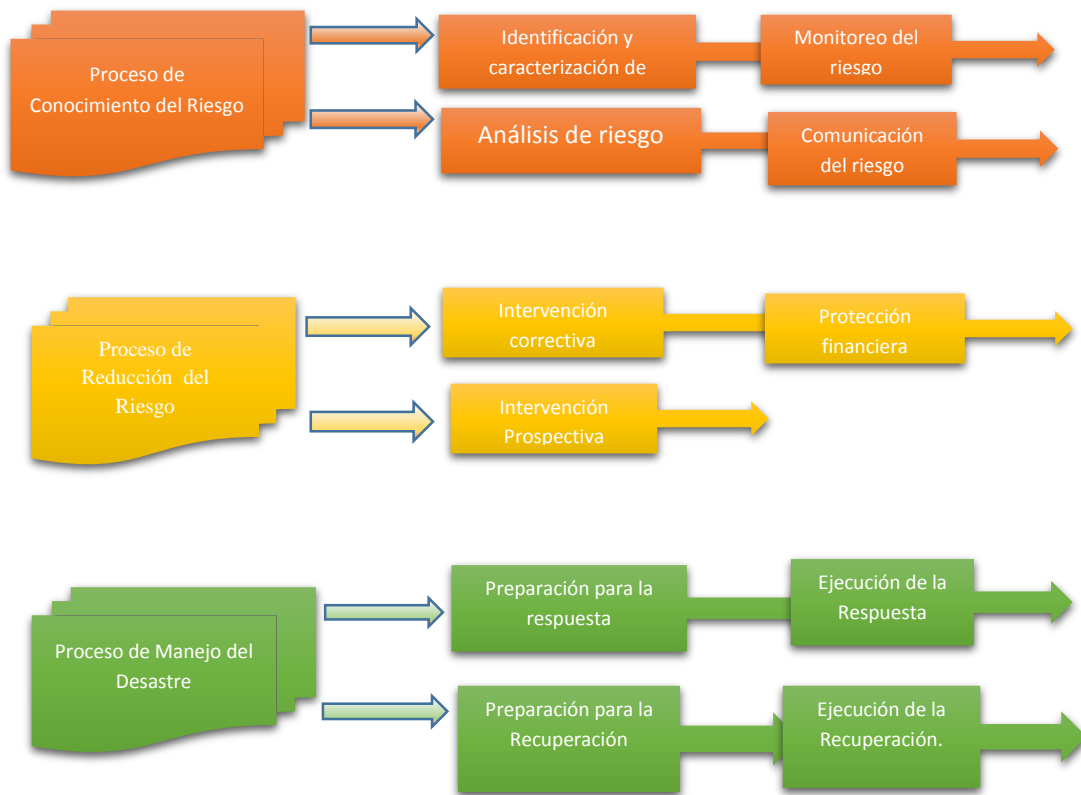 Proceso de
Conocimiento del Riesgo
Identificación y
caracterización de
Monitoreo del
riesgo
Análisis de riesgo
Comunicación
del riesgo
Proceso de
Reducción del
Riesgo
Intervención
correctiva
Protección
financiera
Intervención
Prospectiva
Proceso de Manejo del
Desastre
Preparación para la
respuesta
Ejecución de la
Respuesta
Preparación para la
Recuperación
Ejecución de la
Recuperación.